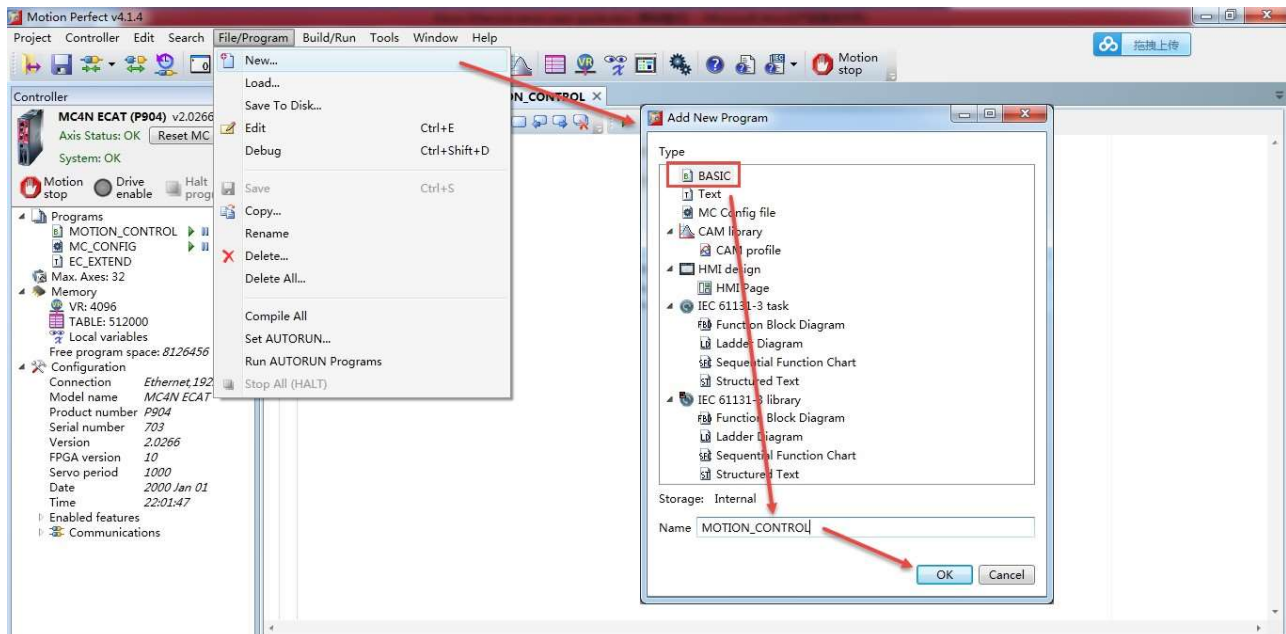 Motion Perfect v4.1.4
Project Controller Edit Search File/Program Build/Run Tools Window Help
拖拽上传
Motion stop
Controller
MC4N ECAT (P904) v2.0266
Axis Status: OK Reset MC
System: OK
Motion stop
Drive enable
Halt
Programs
MOTION_CONTROL
MC_CONFIG
EC_EXTEND
Max. Axes: 32
Memory
VR: 4096
TABLE: 512000
Local variables
Free program space: 8126456
Configuration
Connection Ethernet,192
Model name MC4N ECAT
Product number P904
Serial number 703
Version 2.0266
FPGA version 10
Servo period 1000
Date 2000 Jan 01
Time 22:01:47
Enabled features
Communications
New...
Load...
Save To Disk...
Edit Ctrl+E
Debug Ctrl+Shift+D
Save Ctrl+S
Copy...
Rename
Delete...
Delete All...
Compile All
Set AUTORUN...
Run AUTORUN Programs
Stop All (HALT)
ON_CONTROL
Add New Program
Type
BASIC
Text
MC Config file
CAM library
CAM profile
HMI design
HMI Page
IEC 61131-3 task
Function Block Diagram
Ladder Diagram
Sequential Function Chart
Structured Text
IEC 61131-3 library
Function Block Diagram
Ladder Diagram
Sequential Function Chart
Structured Text
Storage: Internal
Name MOTION_CONTROL
OK Cancel